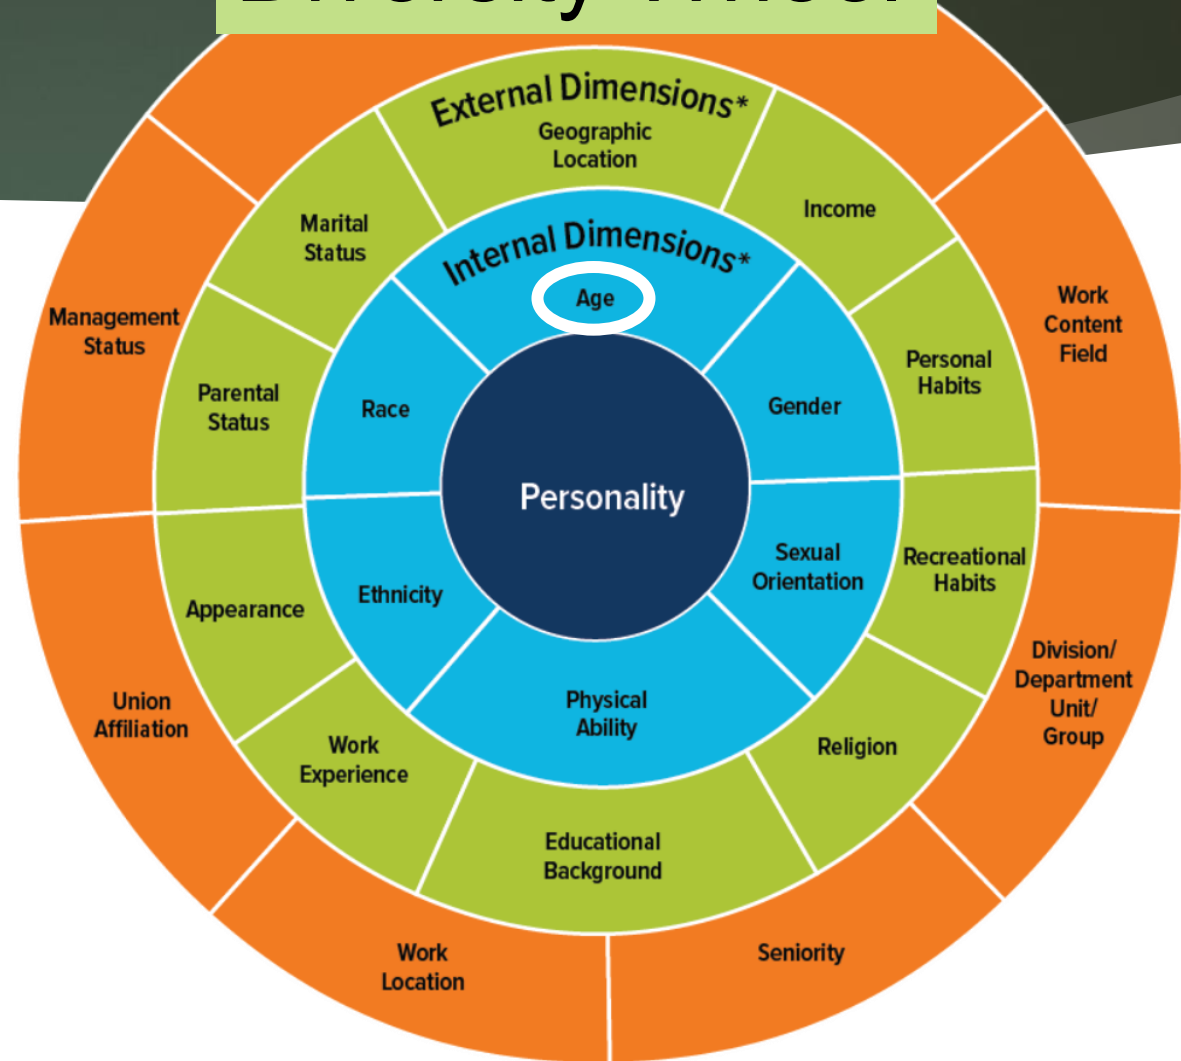 Diversity Wheel
External Dimensions*
Geographic
Location
Income
Personal
Habits
Recreational
Habits
Religion
Educational
Background
Work
Experience
Appearance
Parental
Status
Marital
Status
Internal Dimensions*
Age
Gender
Sexual
Orientation
Physical
Ability
Ethnicity
Race
Personality
Work
Content
Field
Division/
Department
Unit/
Group
Seniority
Work
Location
Union
Affiliation
Management
Status